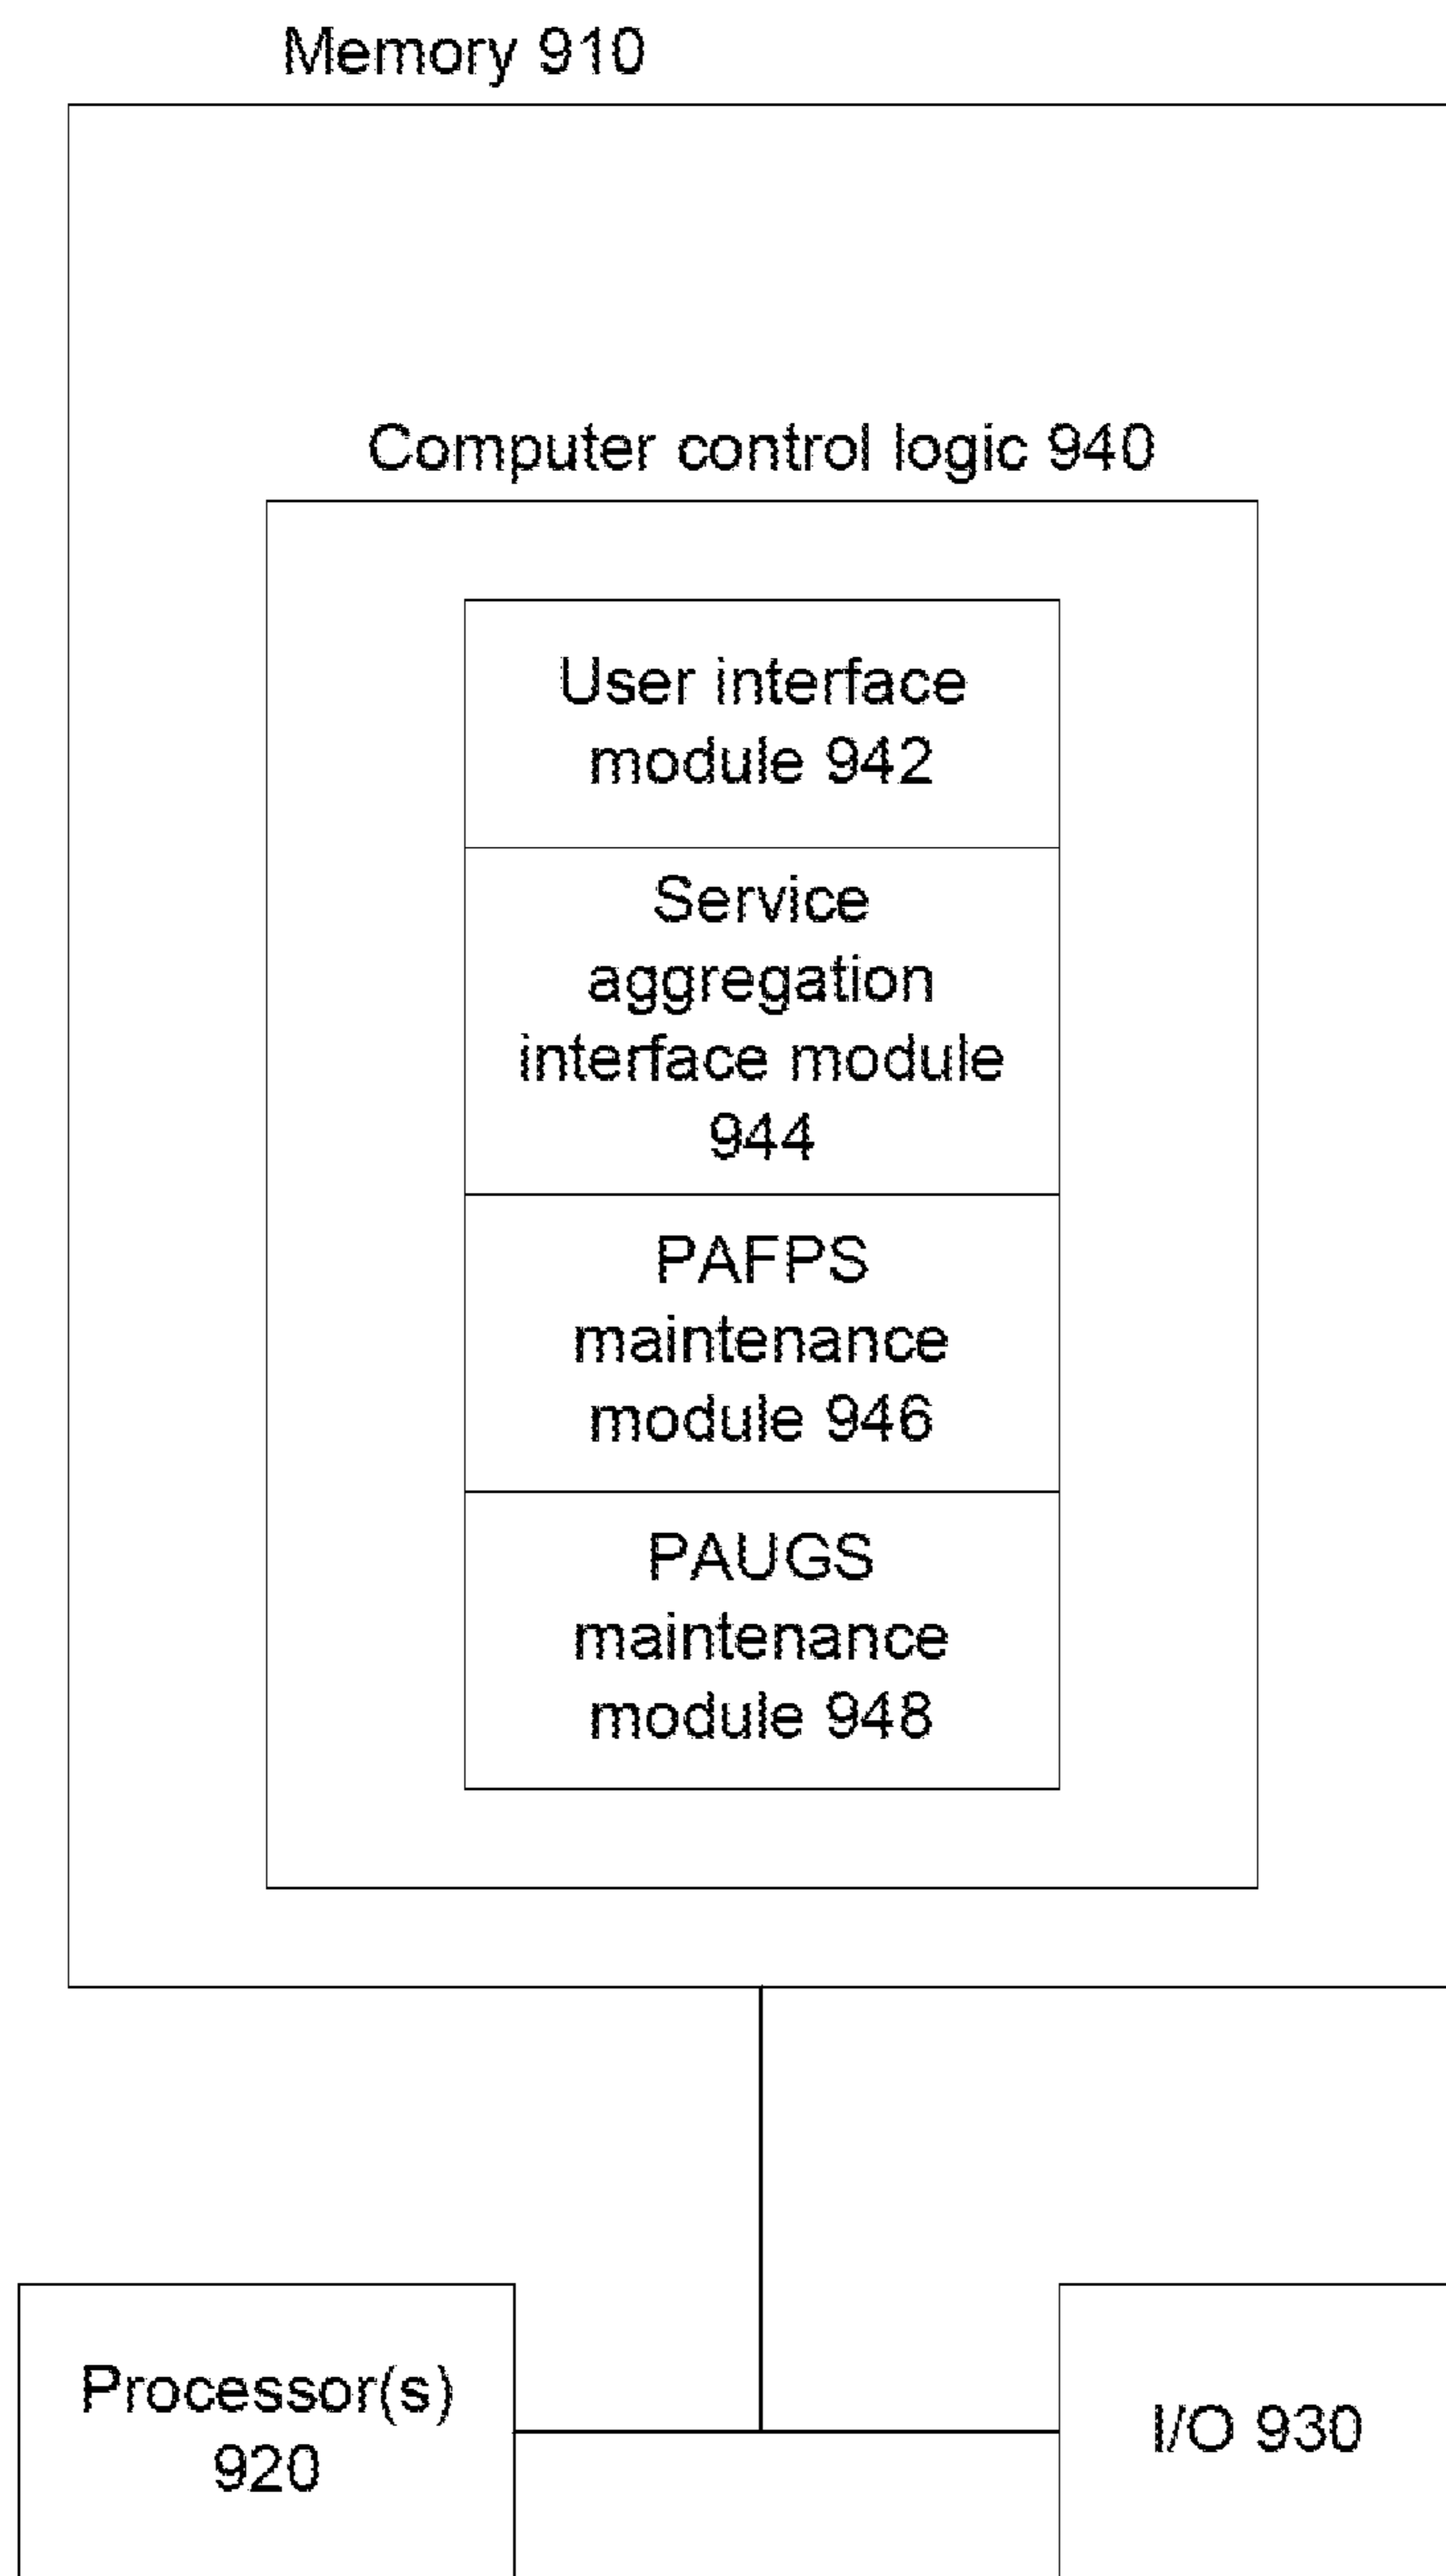 Memory 910
Computer control logic 940
User interface
module 942
Service
aggregation
interface module
944
PAFPS
maintenance
module 946
PAUGS
maintenance
module 948
Processor(s)
920
I/O 930